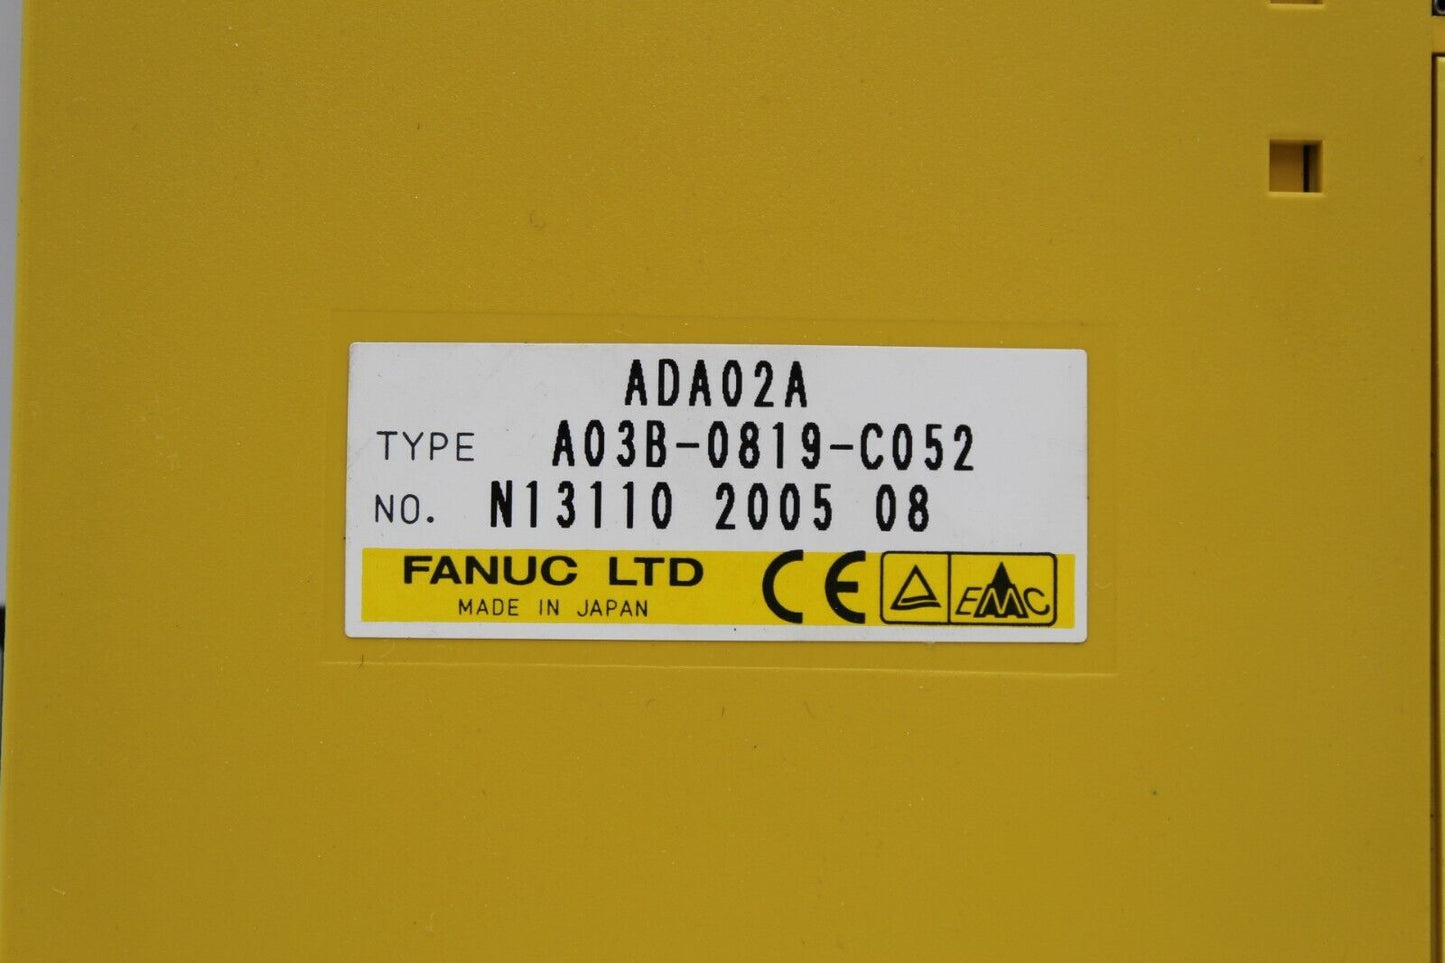 ADA02A
TYPE A03B-0819-C052
NO. N13110 2005 08
FANUC LTD CE EMC
MADE IN JAPAN